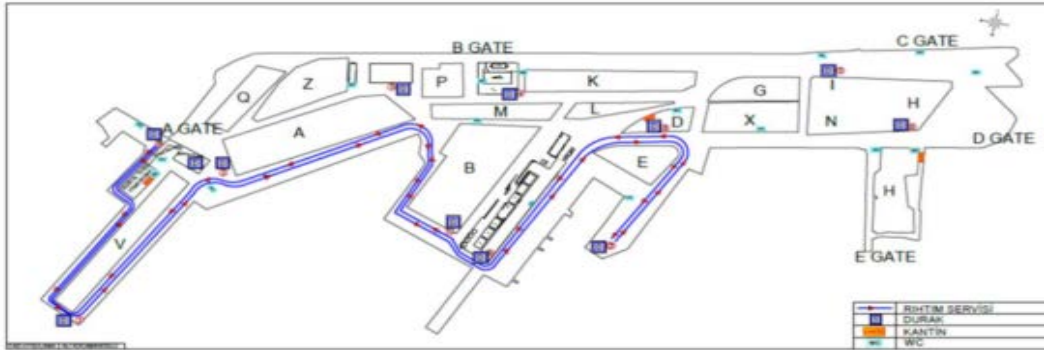 B GATE
C GATE
Z
P
K
Q
I
G
H
A GATE
A
M
L
D
X
N
D GATE
B
E
V
H
E GATE
RIHTIM SERVİSİ
DURAK
KANTİN
WC